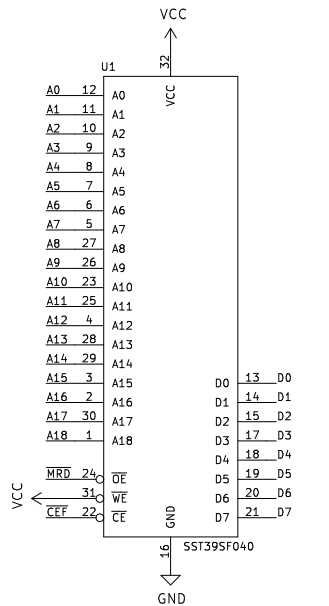 VCC
U1
32
VCC
A0 12 A0
A1 11 A1
A2 10 A2
A3 9 A3
A4 8 A4
A5 7 A5
A6 6 A6
A7 5 A7
A8 27 A8
A9 26 A9
A10 23 A10
A11 25 A11
A12 4 A12
A13 28 A13
A14 29 A14
A15 3 A15 D0 13 D0
A16 2 A16 D1 14 D1
A17 30 A17 D2 15 D2
A18 1 A18 D3 17 D3
D4 18 D4
MRD 24 OE D5 19 D5
VCC 31 WE D6 20 D6
CEF 22 CE D7 21 D7
GND
16
SST39SF040
GND